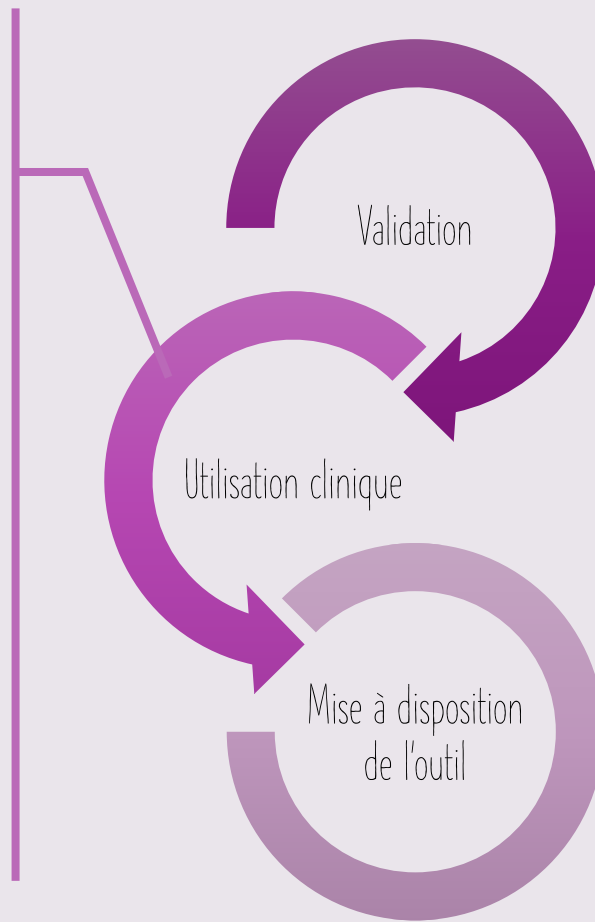 Validation
Utilisation clinique
Mise à disposition
de l'outil